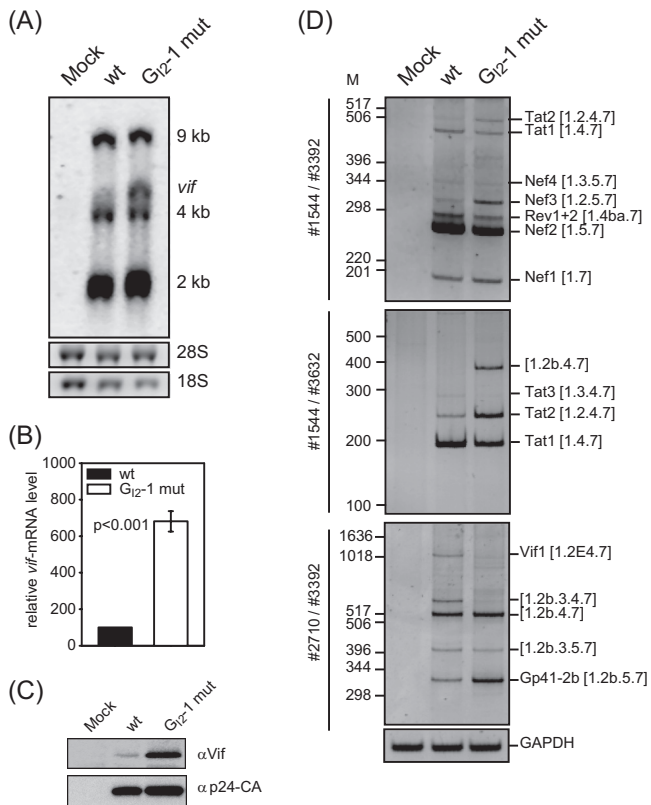 (A)
Mock
wt
G₁₂-1 mut
9 kb
vif
4 kb
2 kb
28S
18S
(B)
relative vif-mRNA level
1000
800
600
400
200
0
wt
G₁₂-1 mut
p<0.001
(C)
Mock
wt
G₁₂-1 mut
αVif
α p24-CA
(D)
M
Mock
wt
G₁₂-1 mut
#1544 / #3392
517
506
396
344
298
220
201
Tat2 [1.2.4.7]
Tat1 [1.4.7]
Nef4 [1.3.5.7]
Nef3 [1.2.5.7]
Rev1+2 [1.4ba.7]
Nef2 [1.5.7]
Nef1 [1.7]
#1544 / #3632
500
400
300
200
100
[1.2b.4.7]
Tat3 [1.3.4.7]
Tat2 [1.2.4.7]
Tat1 [1.4.7]
#2710 / #3392
1636
1018
517
506
396
344
298
Vif1 [1.2E4.7]
[1.2b.3.4.7]
[1.2b.4.7]
[1.2b.3.5.7]
Gp41-2b [1.2b.5.7]
GAPDH